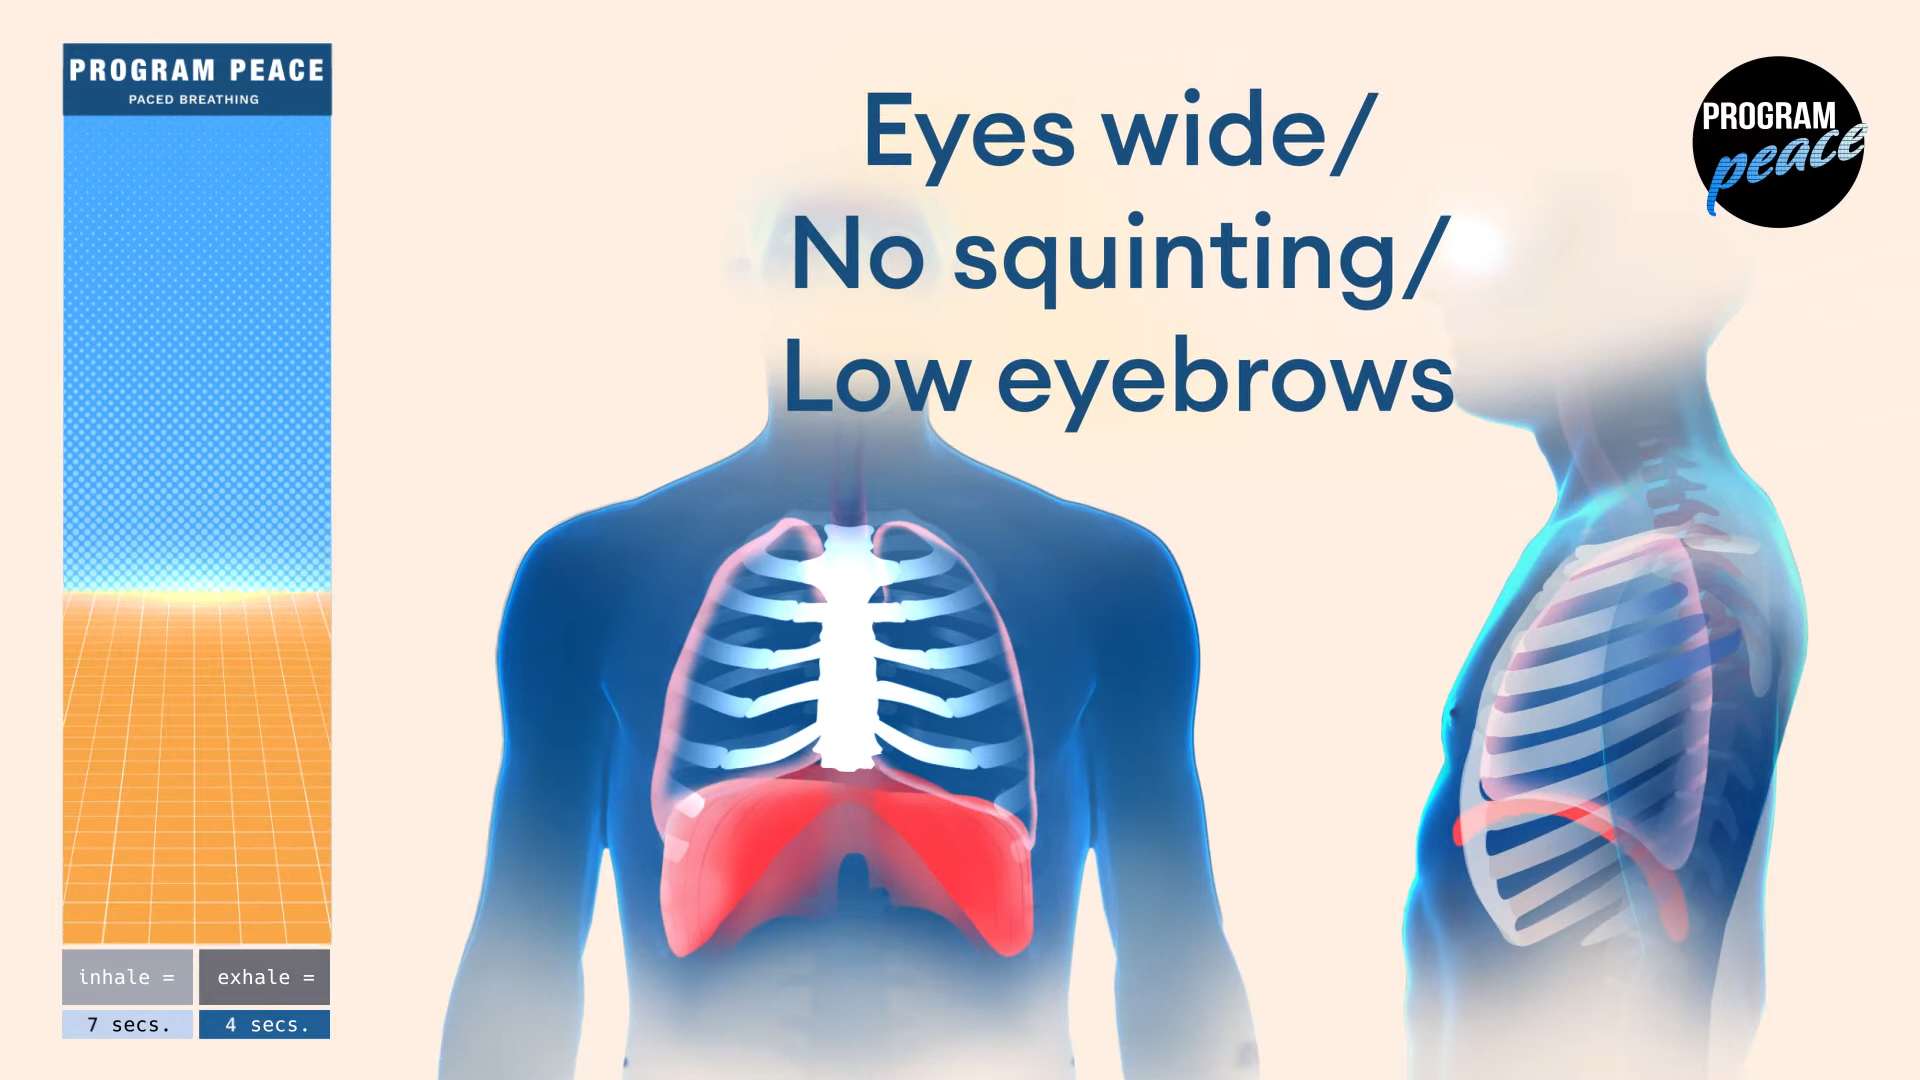 PROGRAM PEACE
PACED BREATHING
Eyes wide/
No squinting/
Low eyebrows
PROGRAM
peace
inhale =
exhale =
7 secs.
4 secs.